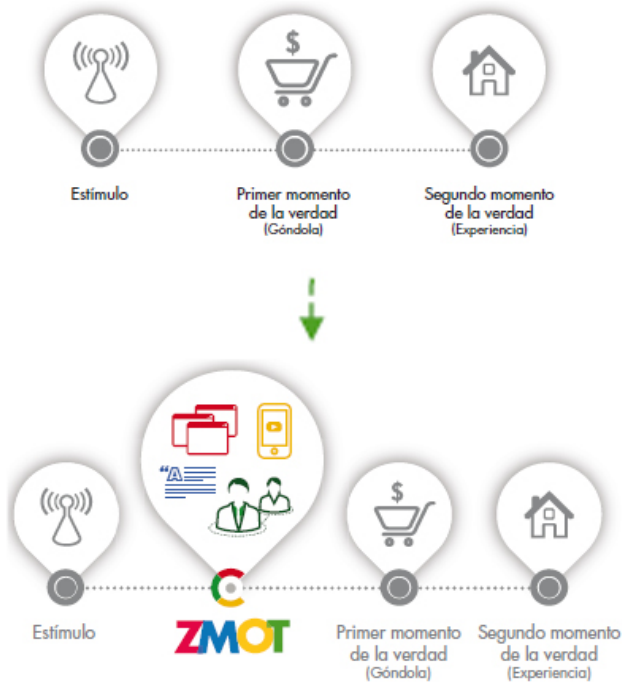 $
Estímulo
Primer momento
de la verdad
(Góndola)
Segundo momento
de la verdad
(Experiencia)
“A
Estímulo
ZMOT
$
Primer momento
de la verdad
(Góndola)
Segundo momento
de la verdad
(Experiencia)